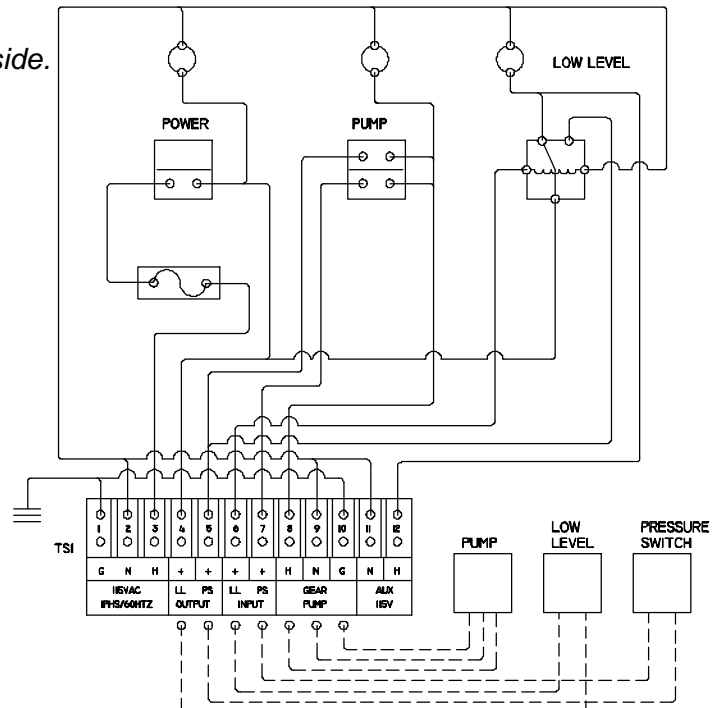 side.
LOW LEVEL
POWER
PUMP
1 2 3 4 5 6 7 8 9 10 11 12
TS1
G N H + + + + H N G N H
115VAC LL PS LL PS GEAR AUX
1PHS/60HTZ OUTPUT INPUT PUMP 115V
PUMP
LOW
LEVEL
PRESSURE
SWITCH